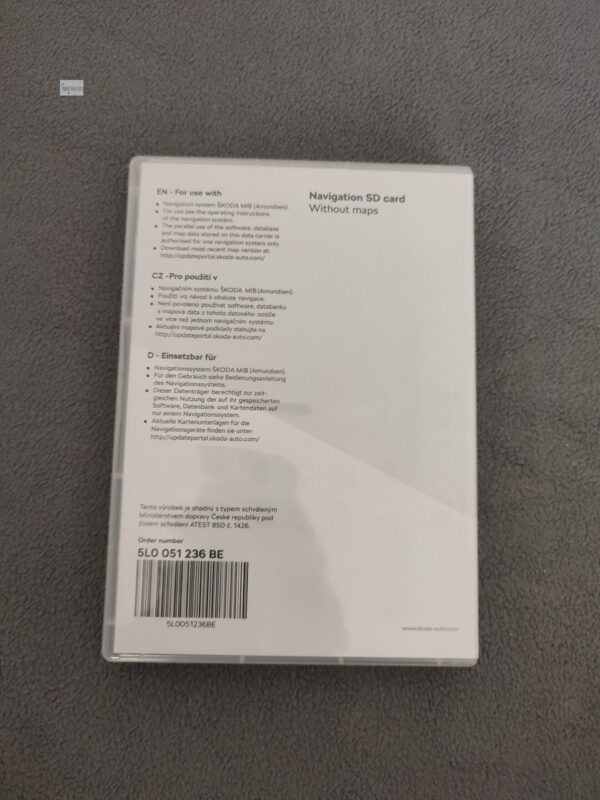 EN - For use with
Navigation system ŠKODA MIB (Amundsen).
For use see the operating instructions
of the navigation systém.
The parallel use of the software, database
and map data stored on this data carrier is
authorised for one navigation system only.
Download most recent map version at:
http://updateportal.skoda-auto.com/
CZ -Pro použití v
Navigačním systému ŠKODA MIB (Amundsen).
Použití viz návod k obsluze navigace.
Není povoleno používat software, databanku
a mapová data z tohoto datového nosiče
ve více než jednom navigačním systému.
Aktuální mapové podklady stahujte na
http://updateportal.skoda-auto.com/
D - Einsetzbar für
Navigationssystem ŠKODA MIB (Amundsen).
Für den Gebrauch siehe Bedienungsanleitung
des Navigationssystems.
Dieser Datenträger berechtigt zur zeit-
gleichen Nutzung der auf ihr gespeicherten
Software, Datenbank und Kartendaten auf
nur einem Navigationssystem.
Aktuelle Kartenunterlagen für die
Navigationsgeräte finden sie unter:
http://updateportal.skoda-auto.com/
Tento výrobek je shodný s typem schváleným
Ministerstvem dopravy České republiky pod
číslem schválení ATEST 8SD č. 1426.
Order number
5L0 051 236 BE
5L0051236BE
Navigation SD card
Without maps
www.skoda-auto.com